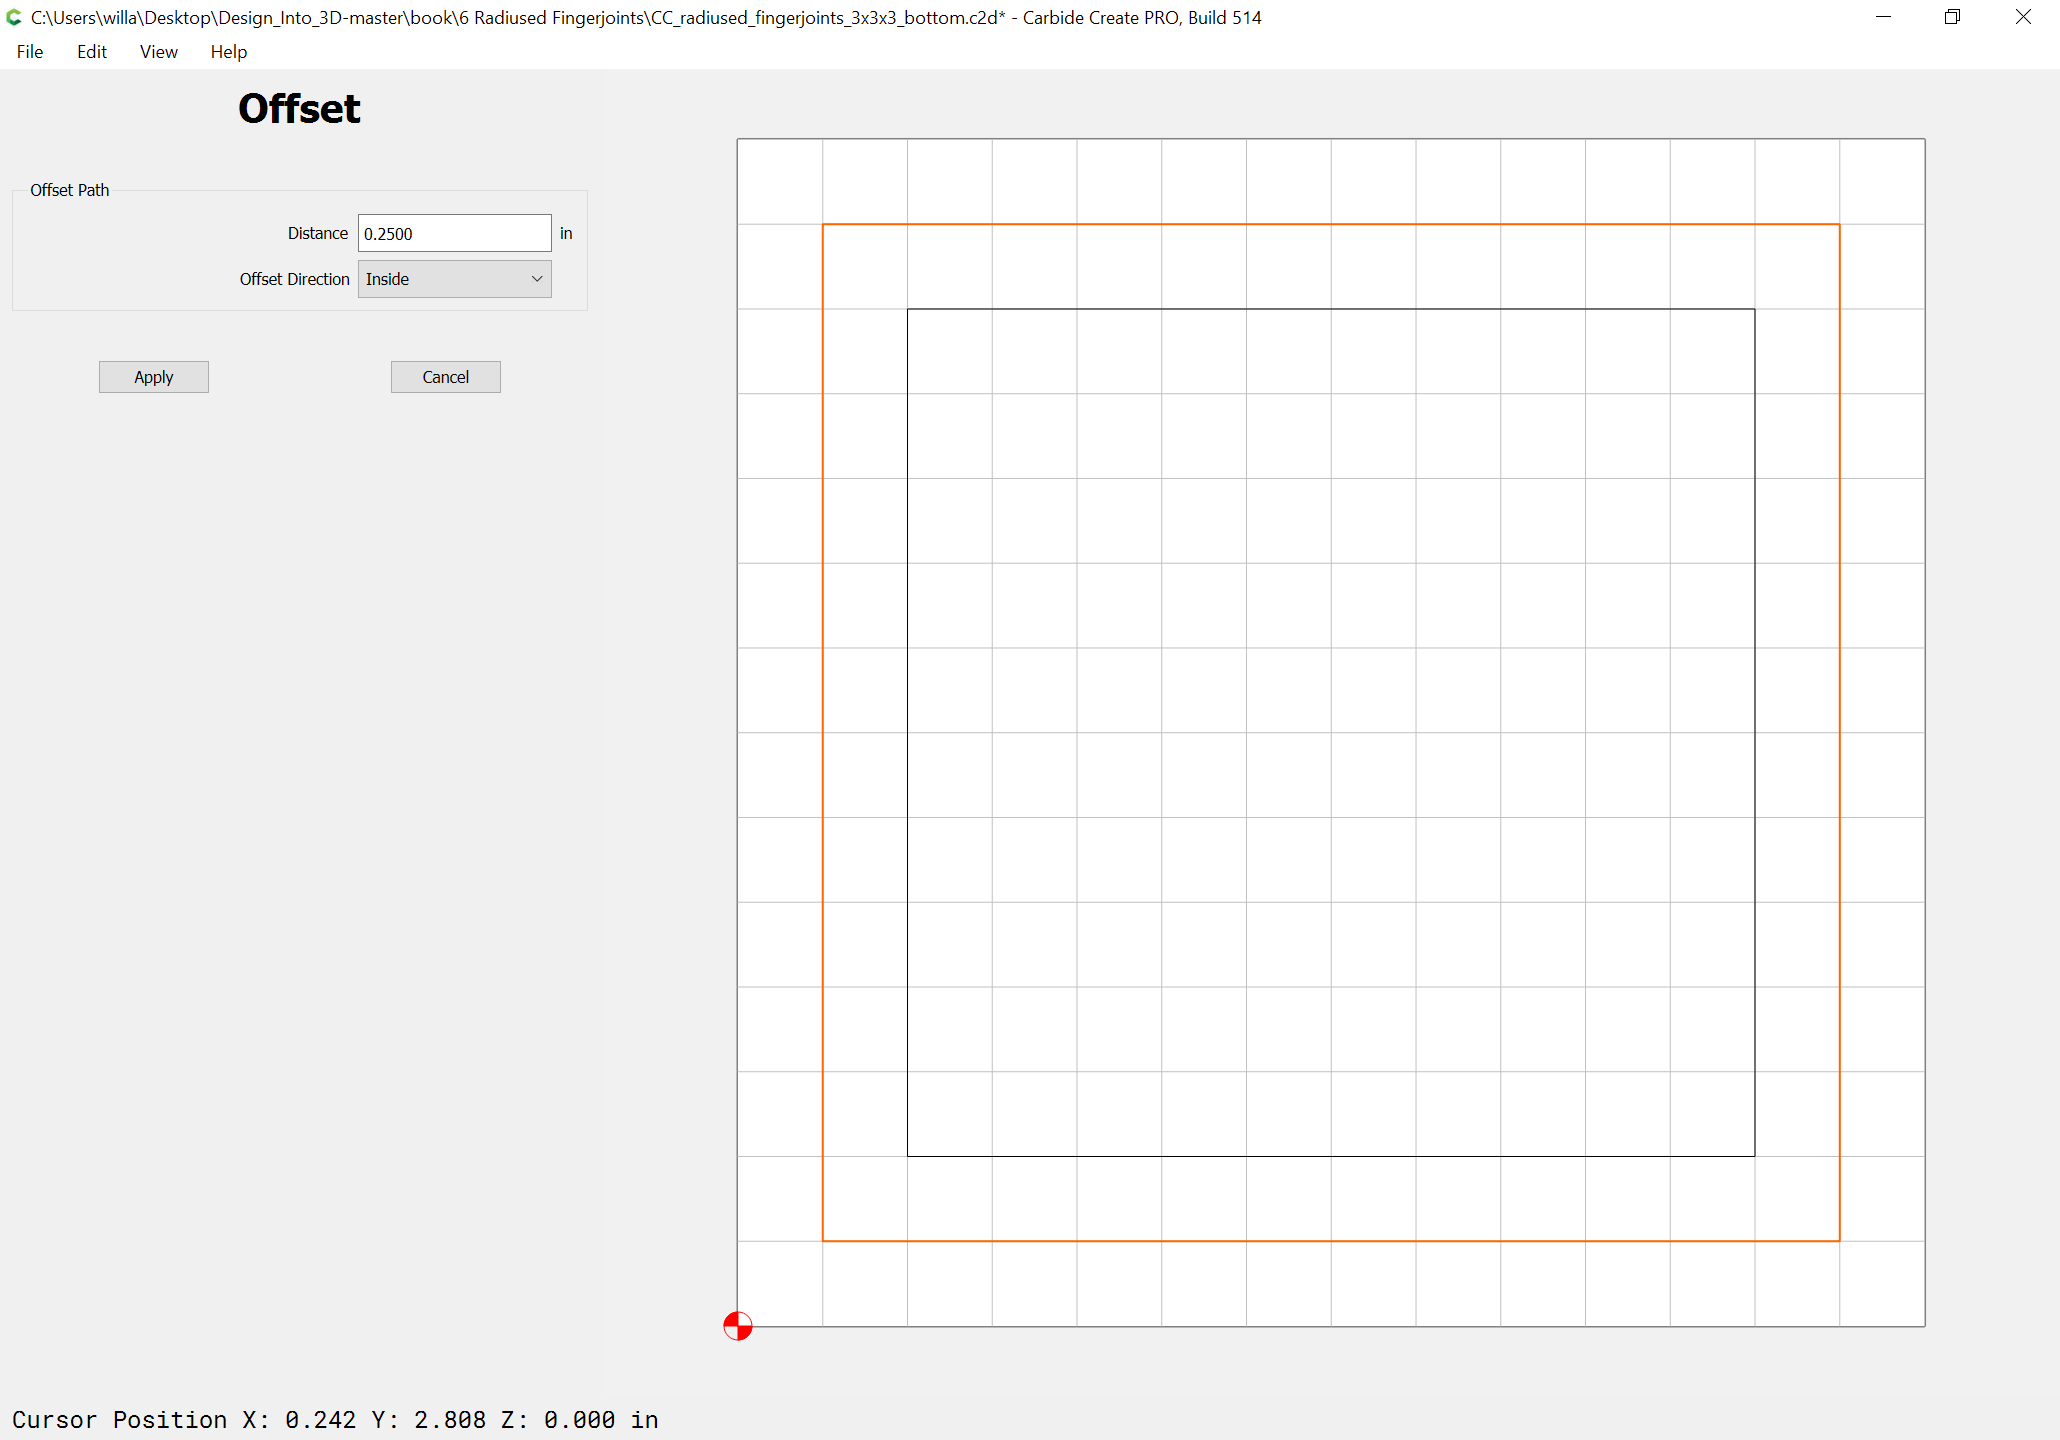 C:\Users\willa\Desktop\Design_Into_3D-master\book\6 Radiused Fingerjoints\CC_radiused_fingerjoints_3x3x3_bottom.c2d* - Carbide Create PRO, Build 514
File Edit View Help
Offset
Offset Path
Distance 0.2500 in
Offset Direction Inside
Apply Cancel
Cursor Position X: 0.242 Y: 2.808 Z: 0.000 in